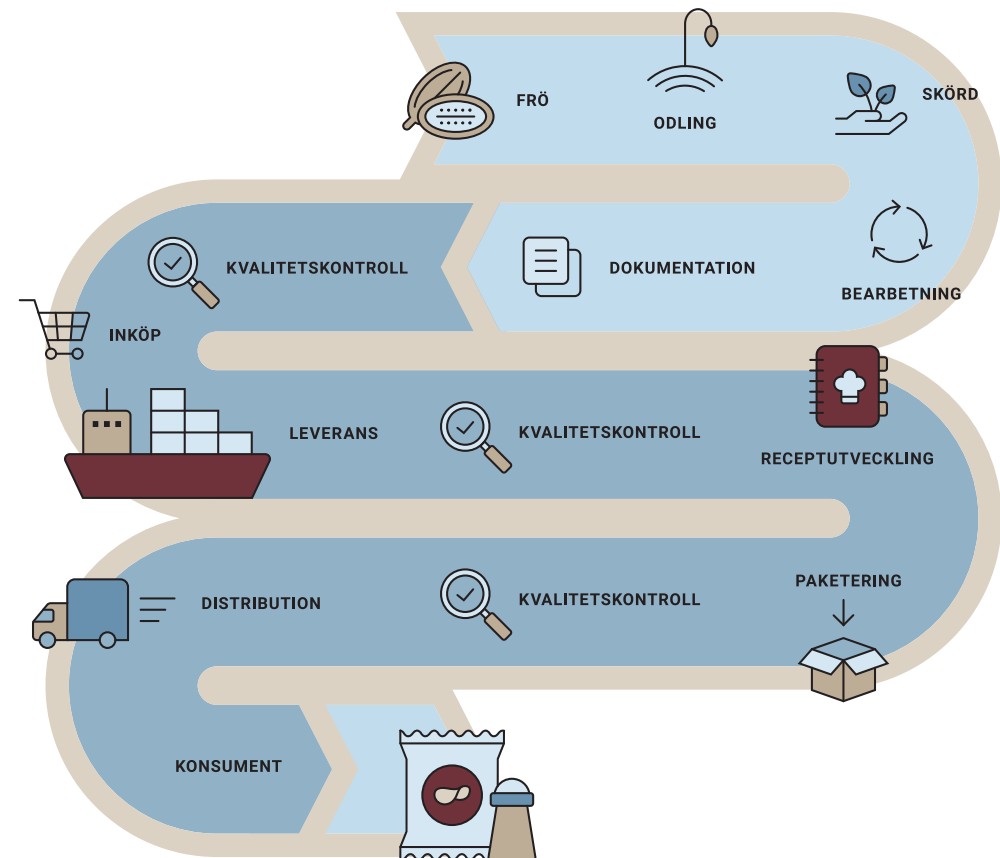 FRÖ
ODLING
SKÖRD
BEARBETNING
DOKUMENTATION
KVALITETSKONTROLL
INKÖP
LEVERANS
KVALITETSKONTROLL
RECEPTUTVECKLING
PAKETERING
KVALITETSKONTROLL
DISTRIBUTION
KONSUMENT